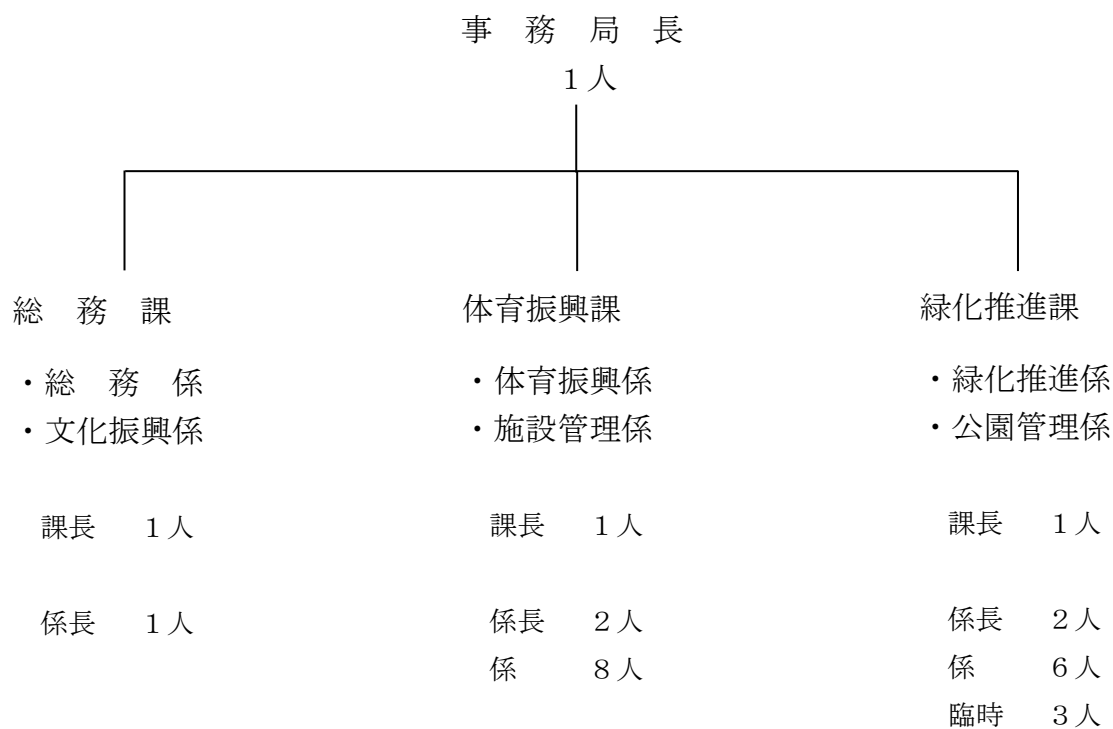 事　務　局　長
１人
総　務　課
・総　務　係
・文化振興係
課長　１人
係長　１人
体育振興課
・体育振興係
・施設管理係
課長　１人
係長　２人
係　　８人
緑化推進課
・緑化推進係
・公園管理係
課長　１人
係長　２人
係　　６人
臨時　３人